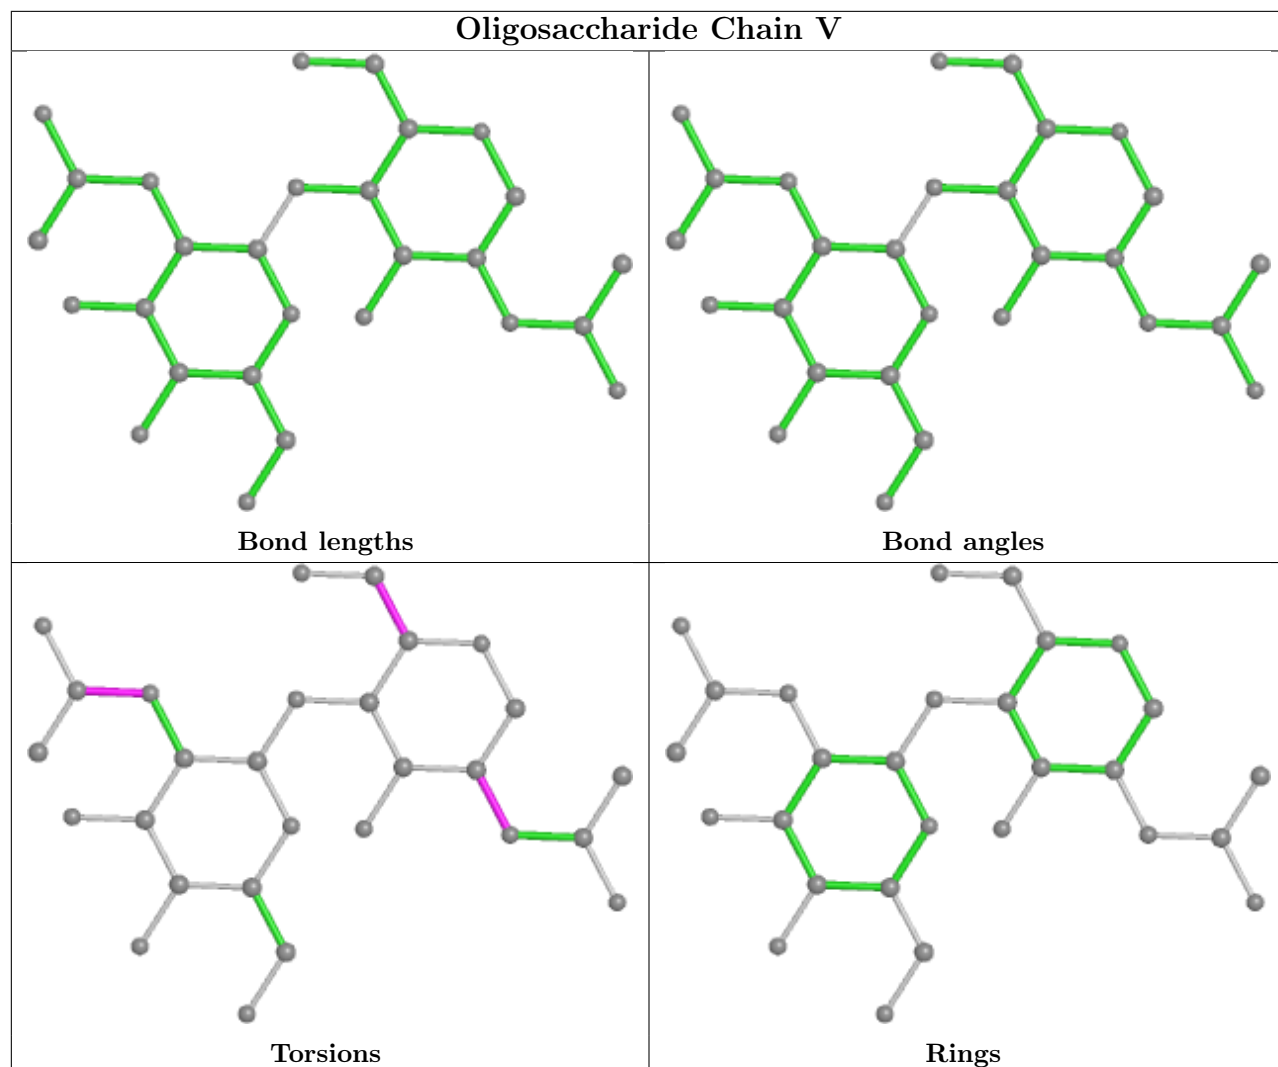 Oligosaccharide Chain V
Bond lengths
Bond angles
Torsions
Rings